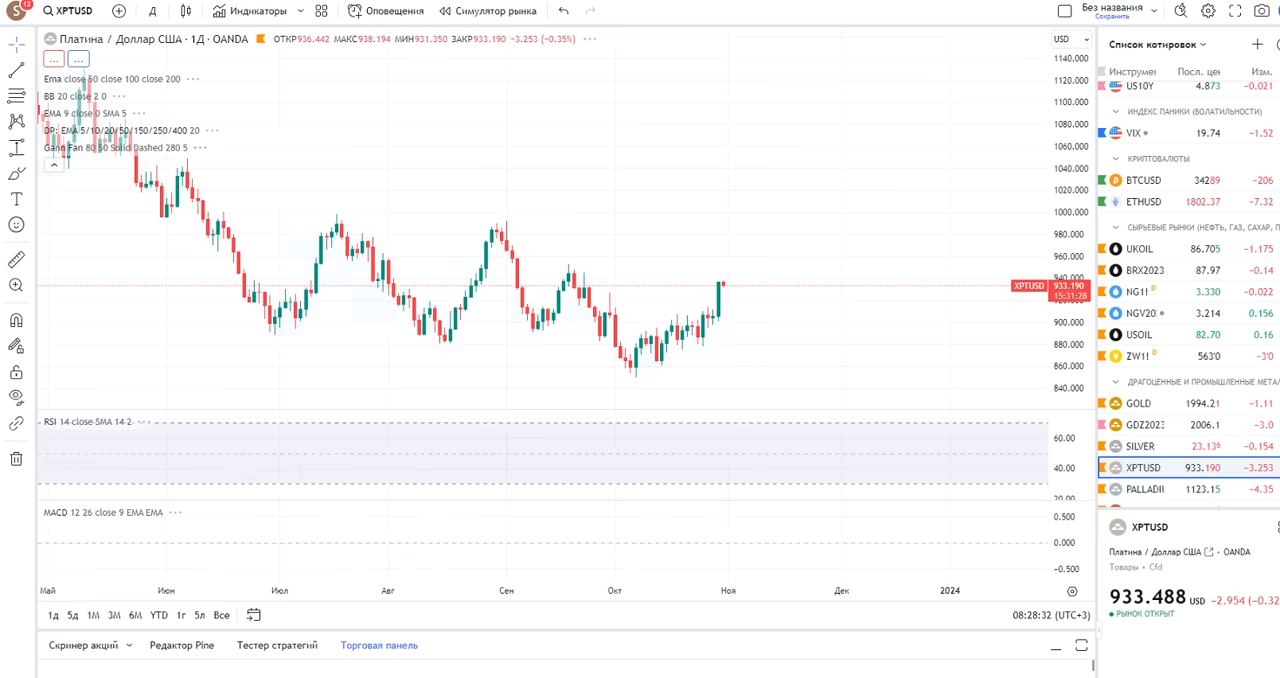 S 12 XPTUSD Д Индикаторы Оповещения Симулятор рынка Без названия
Сохранить
Платина / Доллар США · 1Д · OANDA ОТКР936.442 МАКС938.194 МИН931.350 ЗАКР933.190 −3.253 (−0.35%) ···
... ...
Ema close 50 close 100 close 200 ···
BB 20 close 2 0 ···
EMA 9 close 0 SMA 5 ···
DP: EMA 5/10/20/50/150/250/400 20 ···
Gann Fan 80 50 Solid Dashed 280 5 ···
USD
1140.000
1120.000
1100.000
1080.000
1060.000
1040.000
1020.000
1000.000
980.000
960.000
940.000
XPTUSD 933.190
15:31:28
900.000
880.000
860.000
840.000
RSI 14 close SMA 14 2 ···
60.00
40.00
20.00
MACD 12 26 close 9 EMA EMA ···
0.500
0.000
−0.500
Май Июн Июл Авг Сен Окт Ноя Дек 2024
1д 5д 1М 3М 6М YTD 1г 5л Все 08:28:32 (UTC+3)
Скринер акций Редактор Pine Тестер стратегий Торговая панель
Список котировок
Инструмен Посл. цен Изм.
US10Y 4.873 −0.021
ИНДЕКС ПАНИКИ (ВОЛАТИЛЬНОСТИ)
VIX 19.74 −1.52
КРИПТОВАЛЮТЫ
BTCUSD 34289 −206
ETHUSD 1802.37 −7.32
СЫРЬЕВЫЕ РЫНКИ (НЕФТЬ, ГАЗ, САХАР, П
UKOIL 86.705 −1.175
BRX2023 87.97 −0.14
NG1! D 3.330 −0.022
NGV20: 3.214 0.156
USOIL 82.70 0.16
ZW1! D 563'0 −3'0
ДРАГОЦЕННЫЕ И ПРОМЫШЛЕННЫЕ МЕТАЛ
GOLD 1994.21 −1.11
GDZ2023 2006.1 −3.0
SILVER 23.136 −0.154
XPTUSD 933.190 −3.253
PALLADIU 1123.15 −4.35
XPTUSD
Платина / Доллар США · OANDA
Товары · Cfd
933.488 USD −2.954 (−0.32
РЫНОК ОТКРЫТ